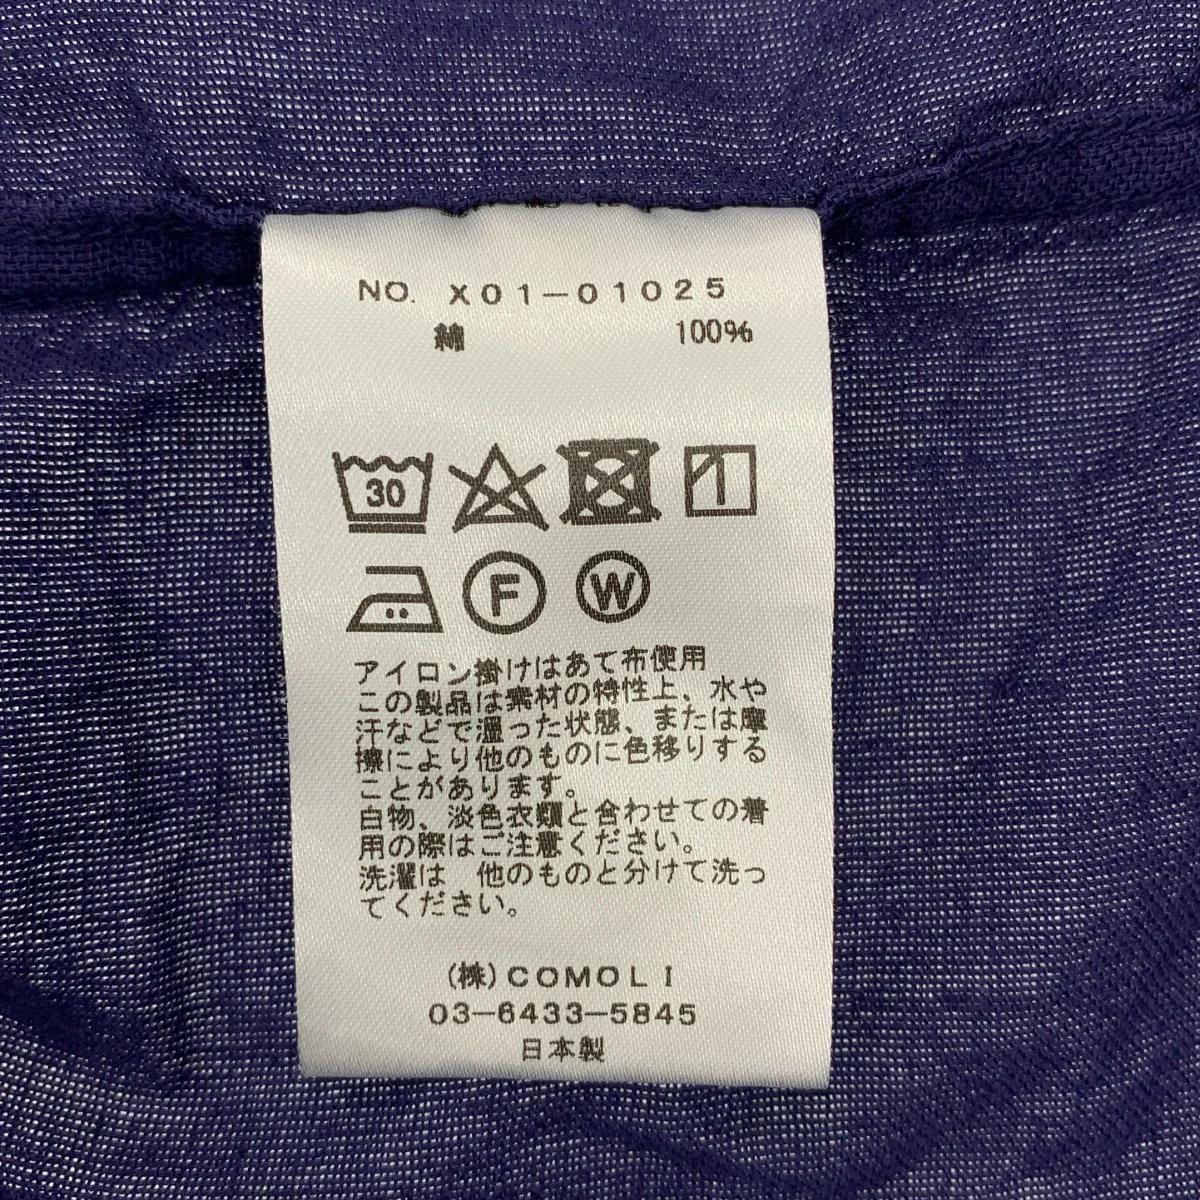 NO. X01-01025
綿 100%
30
F W
アイロン掛けはあて布使用
この製品は素材の特性上、水や
汗などで湿った状態、または摩
擦により他のものに色移りする
ことがあります。
白物、淡色衣類と合わせての着
用の際はご注意ください。
洗濯は 他のものと分けて洗っ
てください。
(株)COMOLI
03-6433-5845
日本製